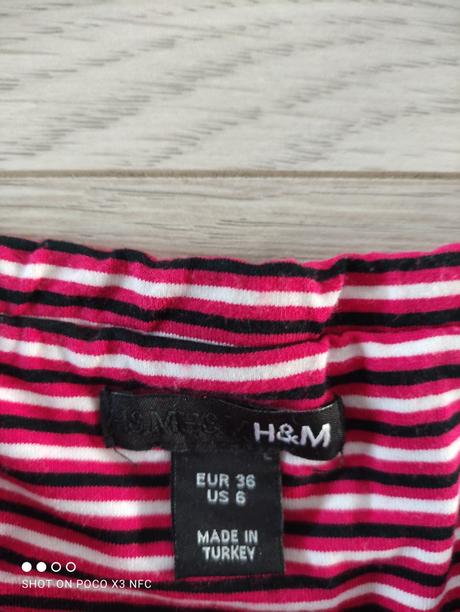 H&M H&M
EUR 36
US 6
MADE IN
TURKEY
SHOT ON POCO X3 NFC